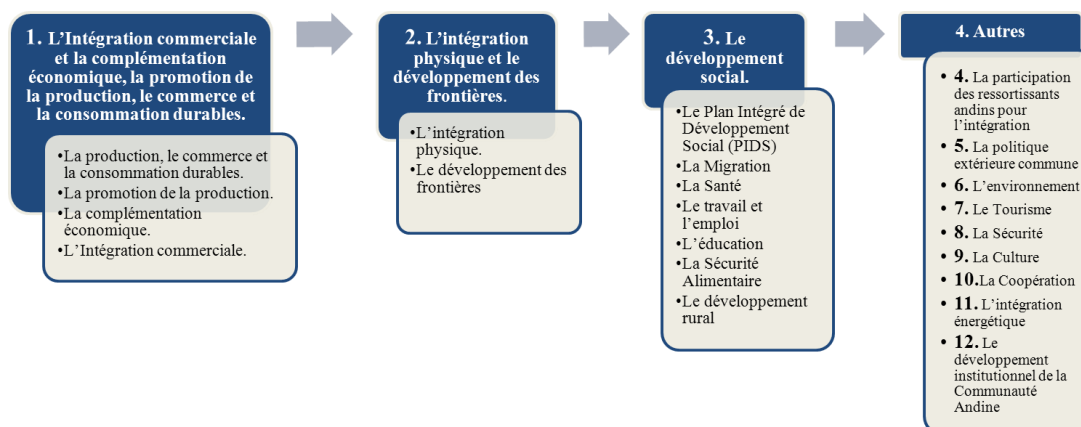 1. L’Intégration commerciale
et la complémentation
économique, la promotion de
la production, le commerce et
la consommation durables.
•La production, le commerce et
la consommation durables.
•La promotion de la production.
•La complémentation
économique.
•L’Intégration commerciale.
2. L’intégration
physique et le
développement des
frontières.
•L’intégration
physique.
•Le développement des
frontières
3. Le
développement
social.
•Le Plan Intégré de
Développement
Social (PIDS)
•La Migration
•La Santé
•Le travail et
l’emploi
•L’éducation
•La Sécurité
Alimentaire
•Le développement
rural
4. Autres
• 4. La participation
des ressortissants
andins pour
l’intégration
• 5. La politique
extérieure commune
• 6. L’environnement
• 7. Le Tourisme
• 8. La Sécurité
• 9. La Culture
• 10.La Coopération
• 11. L’intégration
énergétique
• 12. Le
développement
institutionnel de la
Communauté
Andine